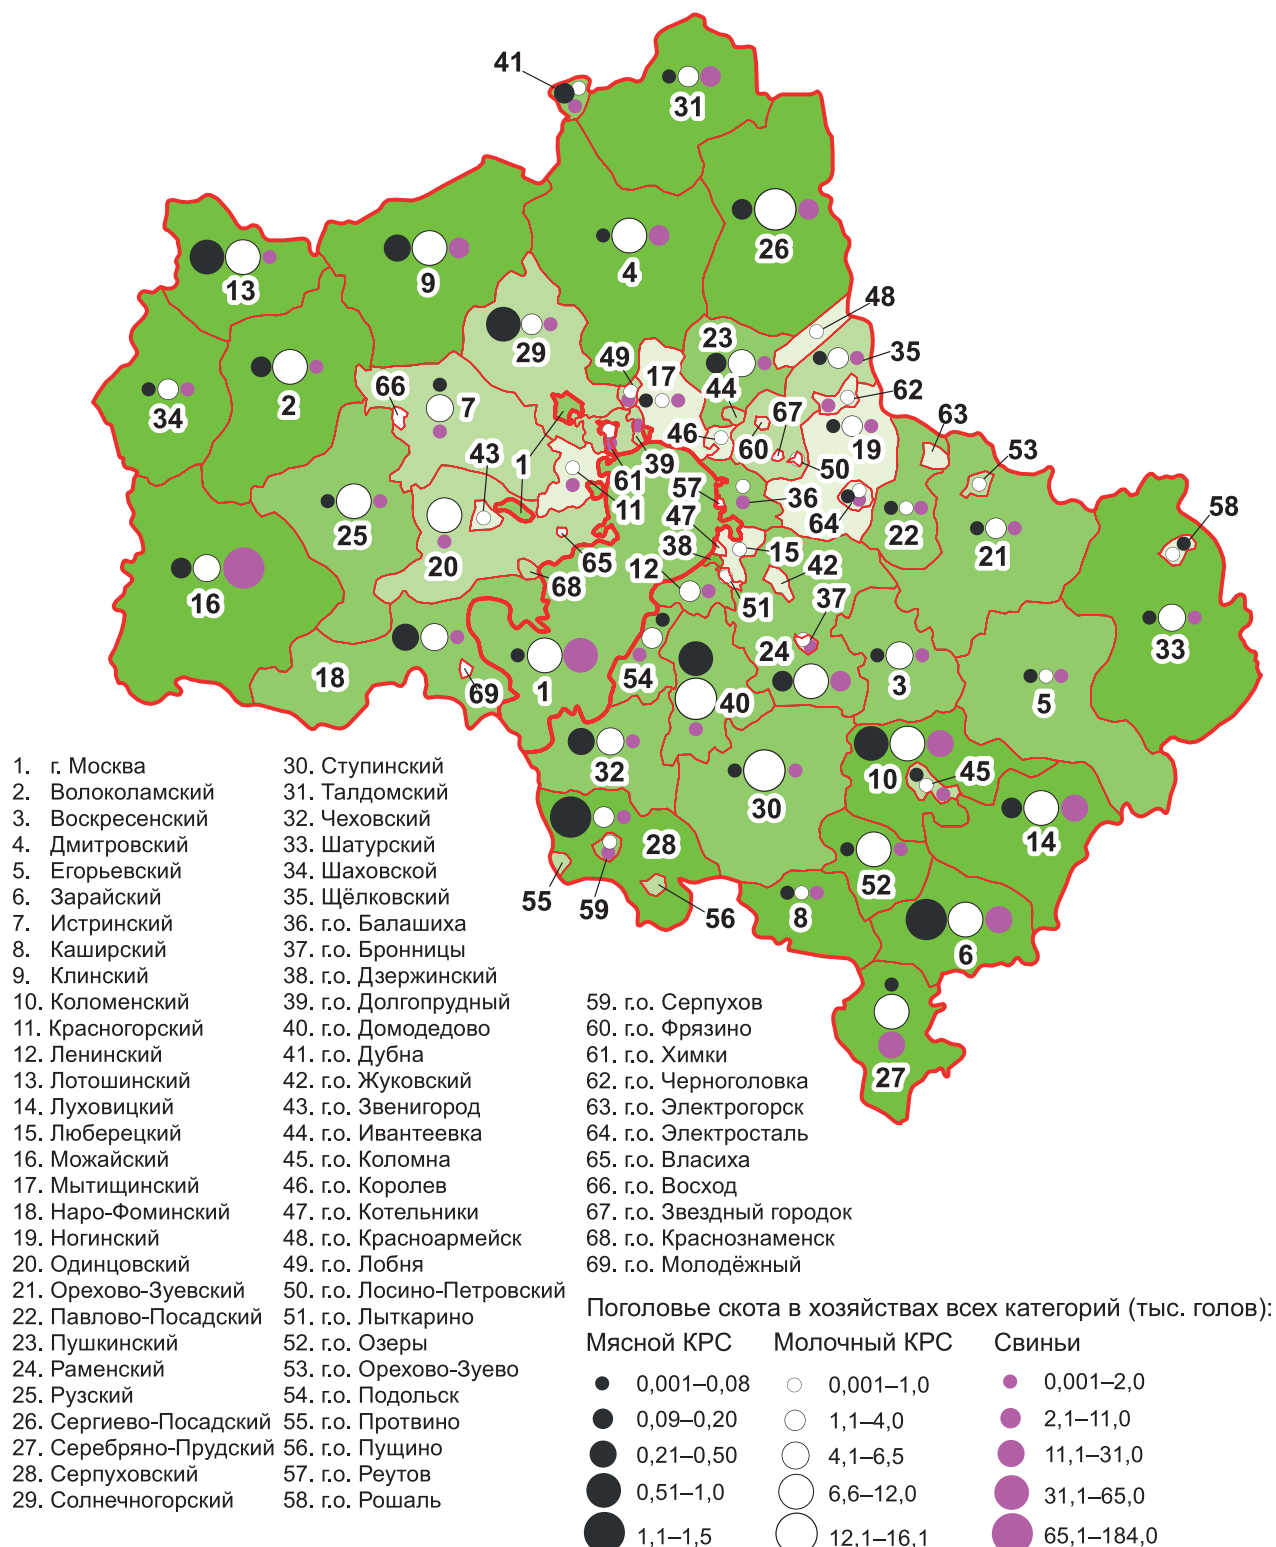 41
31
26
13
9
4
48
29
23
49
17
35
34
2
66
7
44
67
62
63
43
1
46
60
50
19
53
61
39
11
57
36
64
58
25
20
47
22
21
65
38
15
42
16
68
12
51
37
33
18
69
1
54
24
40
3
5
32
30
10
45
14
28
52
55
59
56
8
6
27
1. г. Москва
2. Волоколамский
3. Воскресенский
4. Дмитровский
5. Егорьевский
6. Зарайский
7. Истринский
8. Каширский
9. Клинский
10. Коломенский
11. Красногорский
12. Ленинский
13. Лотошинский
14. Луховицкий
15. Люберецкий
16. Можайский
17. Мытищинский
18. Наро-Фоминский
19. Ногинский
20. Одинцовский
21. Орехово-Зуевский
22. Павлово-Посадский
23. Пушкинский
24. Раменский
25. Рузский
26. Сергиево-Посадский
27. Серебряно-Прудский
28. Серпуховский
29. Солнечногорский
30. Ступинский
31. Талдомский
32. Чеховский
33. Шатурский
34. Шаховской
35. Щёлковский
36. г.о. Балашиха
37. г.о. Бронницы
38. г.о. Дзержинский
39. г.о. Долгопрудный
40. г.о. Домодедово
41. г.о. Дубна
42. г.о. Жуковский
43. г.о. Звенигород
44. г.о. Ивантеевка
45. г.о. Коломна
46. г.о. Королев
47. г.о. Котельники
48. г.о. Красноармейск
49. г.о. Лобня
50. г.о. Лосино-Петровский
51. г.о. Лыткарино
52. г.о. Озеры
53. г.о. Орехово-Зуево
54. г.о. Подольск
55. г.о. Протвино
56. г.о. Пущино
57. г.о. Реутов
58. г.о. Рошаль
59. г.о. Серпухов
60. г.о. Фрязино
61. г.о. Химки
62. г.о. Черноголовка
63. г.о. Электрогорск
64. г.о. Электросталь
65. г.о. Власиха
66. г.о. Восход
67. г.о. Звездный городок
68. г.о. Краснознаменск
69. г.о. Молодёжный
Поголовье скота в хозяйствах всех категорий (тыс. голов):
Мясной КРС Молочный КРС Свиньи
0,001–0,08 0,001–1,0 0,001–2,0
0,09–0,20 1,1–4,0 2,1–11,0
0,21–0,50 4,1–6,5 11,1–31,0
0,51–1,0 6,6–12,0 31,1–65,0
1,1–1,5 12,1–16,1 65,1–184,0